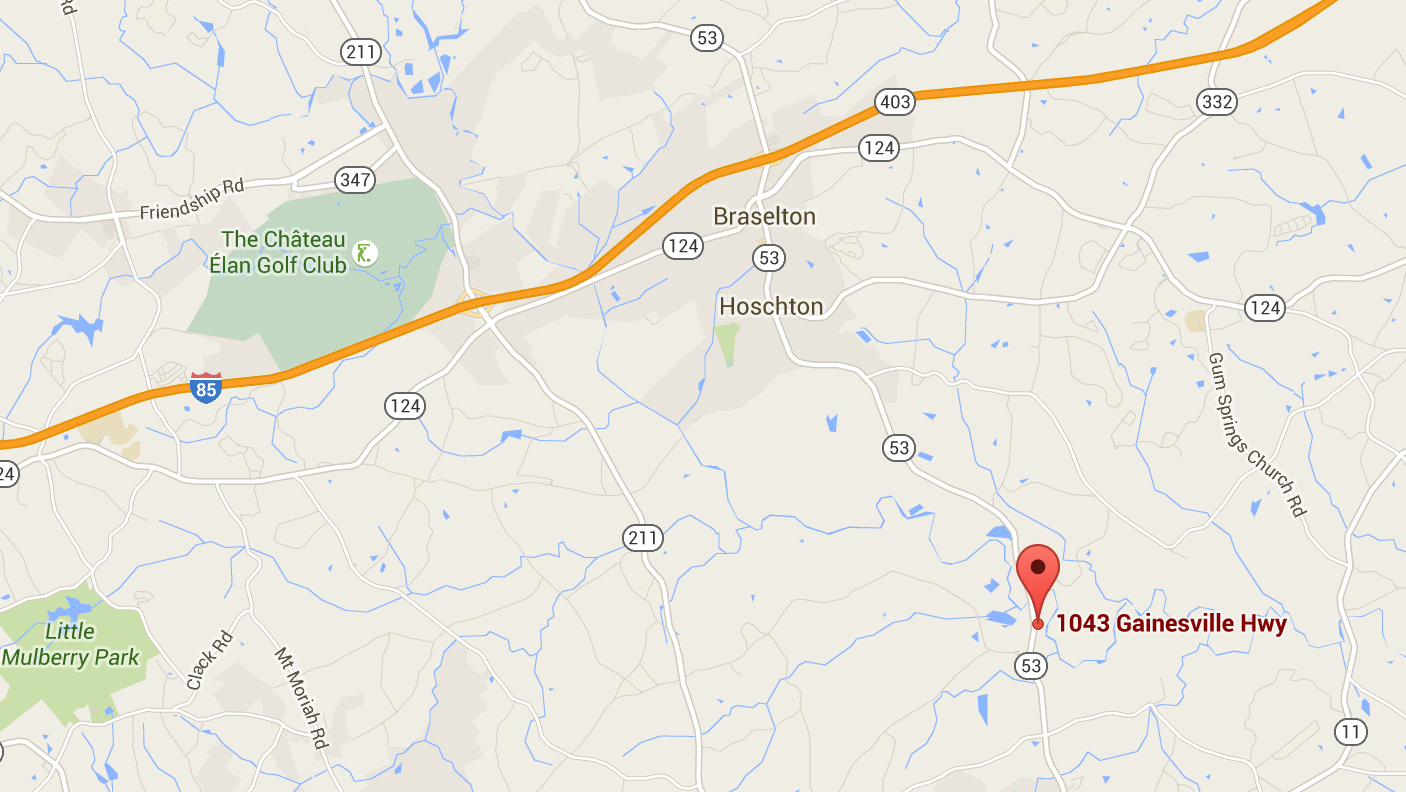 Rd
211
53
403
332
124
347
Friendship Rd
Braselton
The Château
Élan Golf Club
124
53
Hoschton
124
85
Gum Springs Church Rd
124
53
24
211
1043 Gainesville Hwy
Little
Mulberry Park
Clack Rd
Mt Moriah Rd
53
11